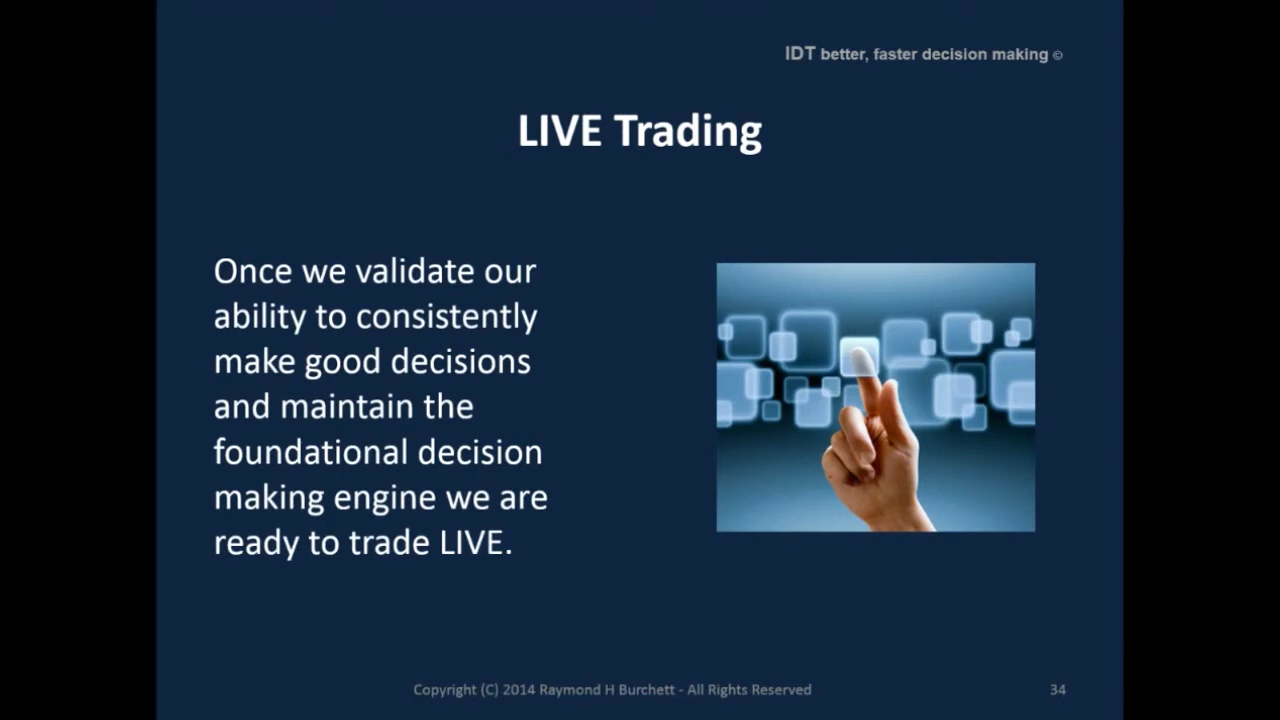 IDT better, faster decision making ©
LIVE Trading
Once we validate our
ability to consistently
make good decisions
and maintain the
foundational decision
making engine we are
ready to trade LIVE.
Copyright (C) 2014 Raymond H Burchett - All Rights Reserved
34